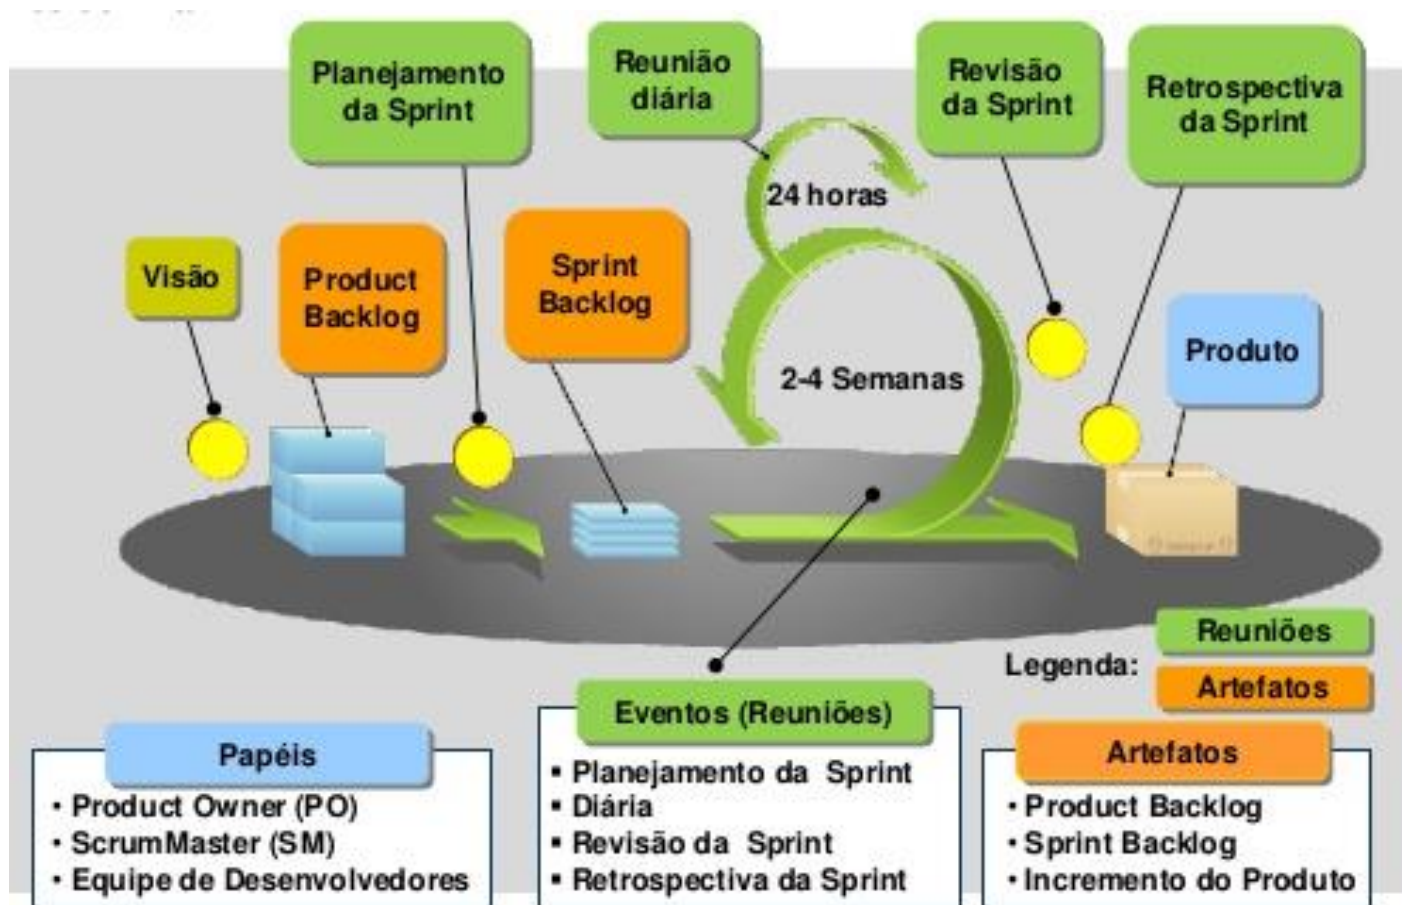 Planejamento
da Sprint
Reunião
diária
Revisão
da Sprint
Retrospectiva
da Sprint
24 horas
Visão
Product
Backlog
Sprint
Backlog
Produto
2-4 Semanas
Legenda:
Reuniões
Artefatos
Papéis
• Product Owner (PO)
• ScrumMaster (SM)
• Equipe de Desenvolvedores
Eventos (Reuniões)
▪ Planejamento da Sprint
▪ Diária
▪ Revisão da Sprint
▪ Retrospectiva da Sprint
Artefatos
• Product Backlog
• Sprint Backlog
• Incremento do Produto